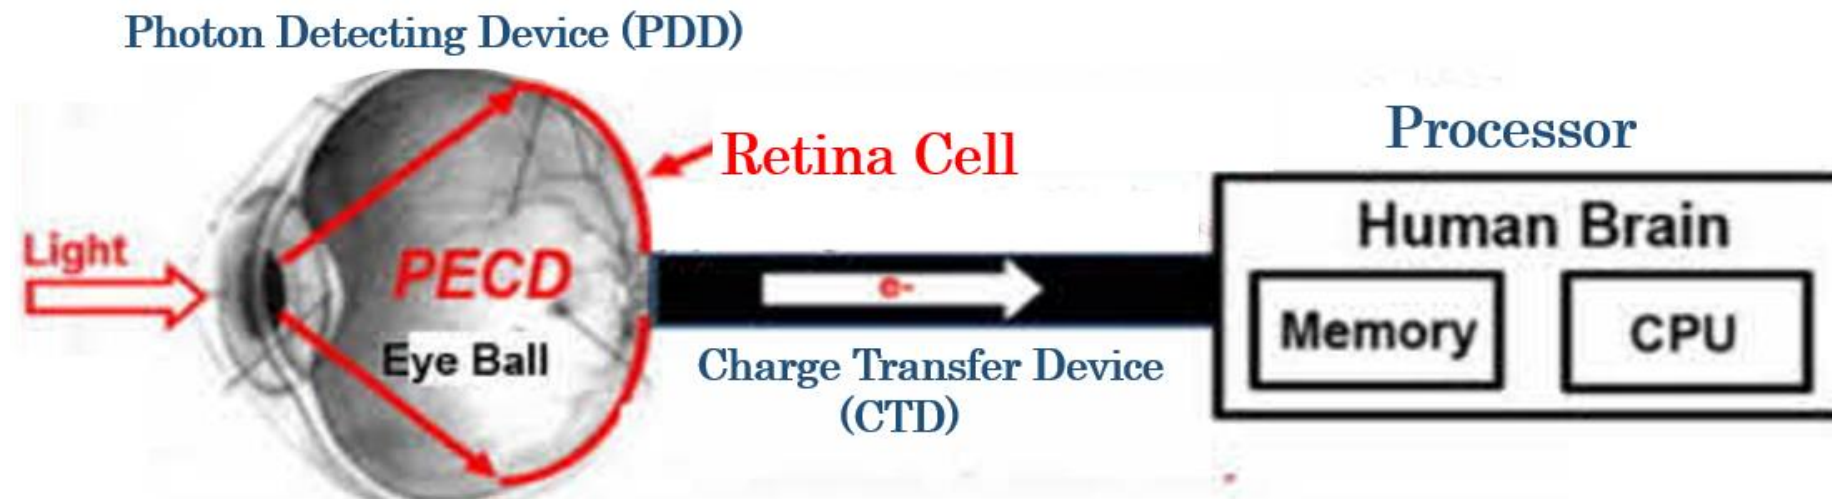 Photon Detecting Device (PDD)
Processor
Retina Cell
Human Brain
Light
PECD
e-
Memory
CPU
Eye Ball
Charge Transfer Device
(CTD)